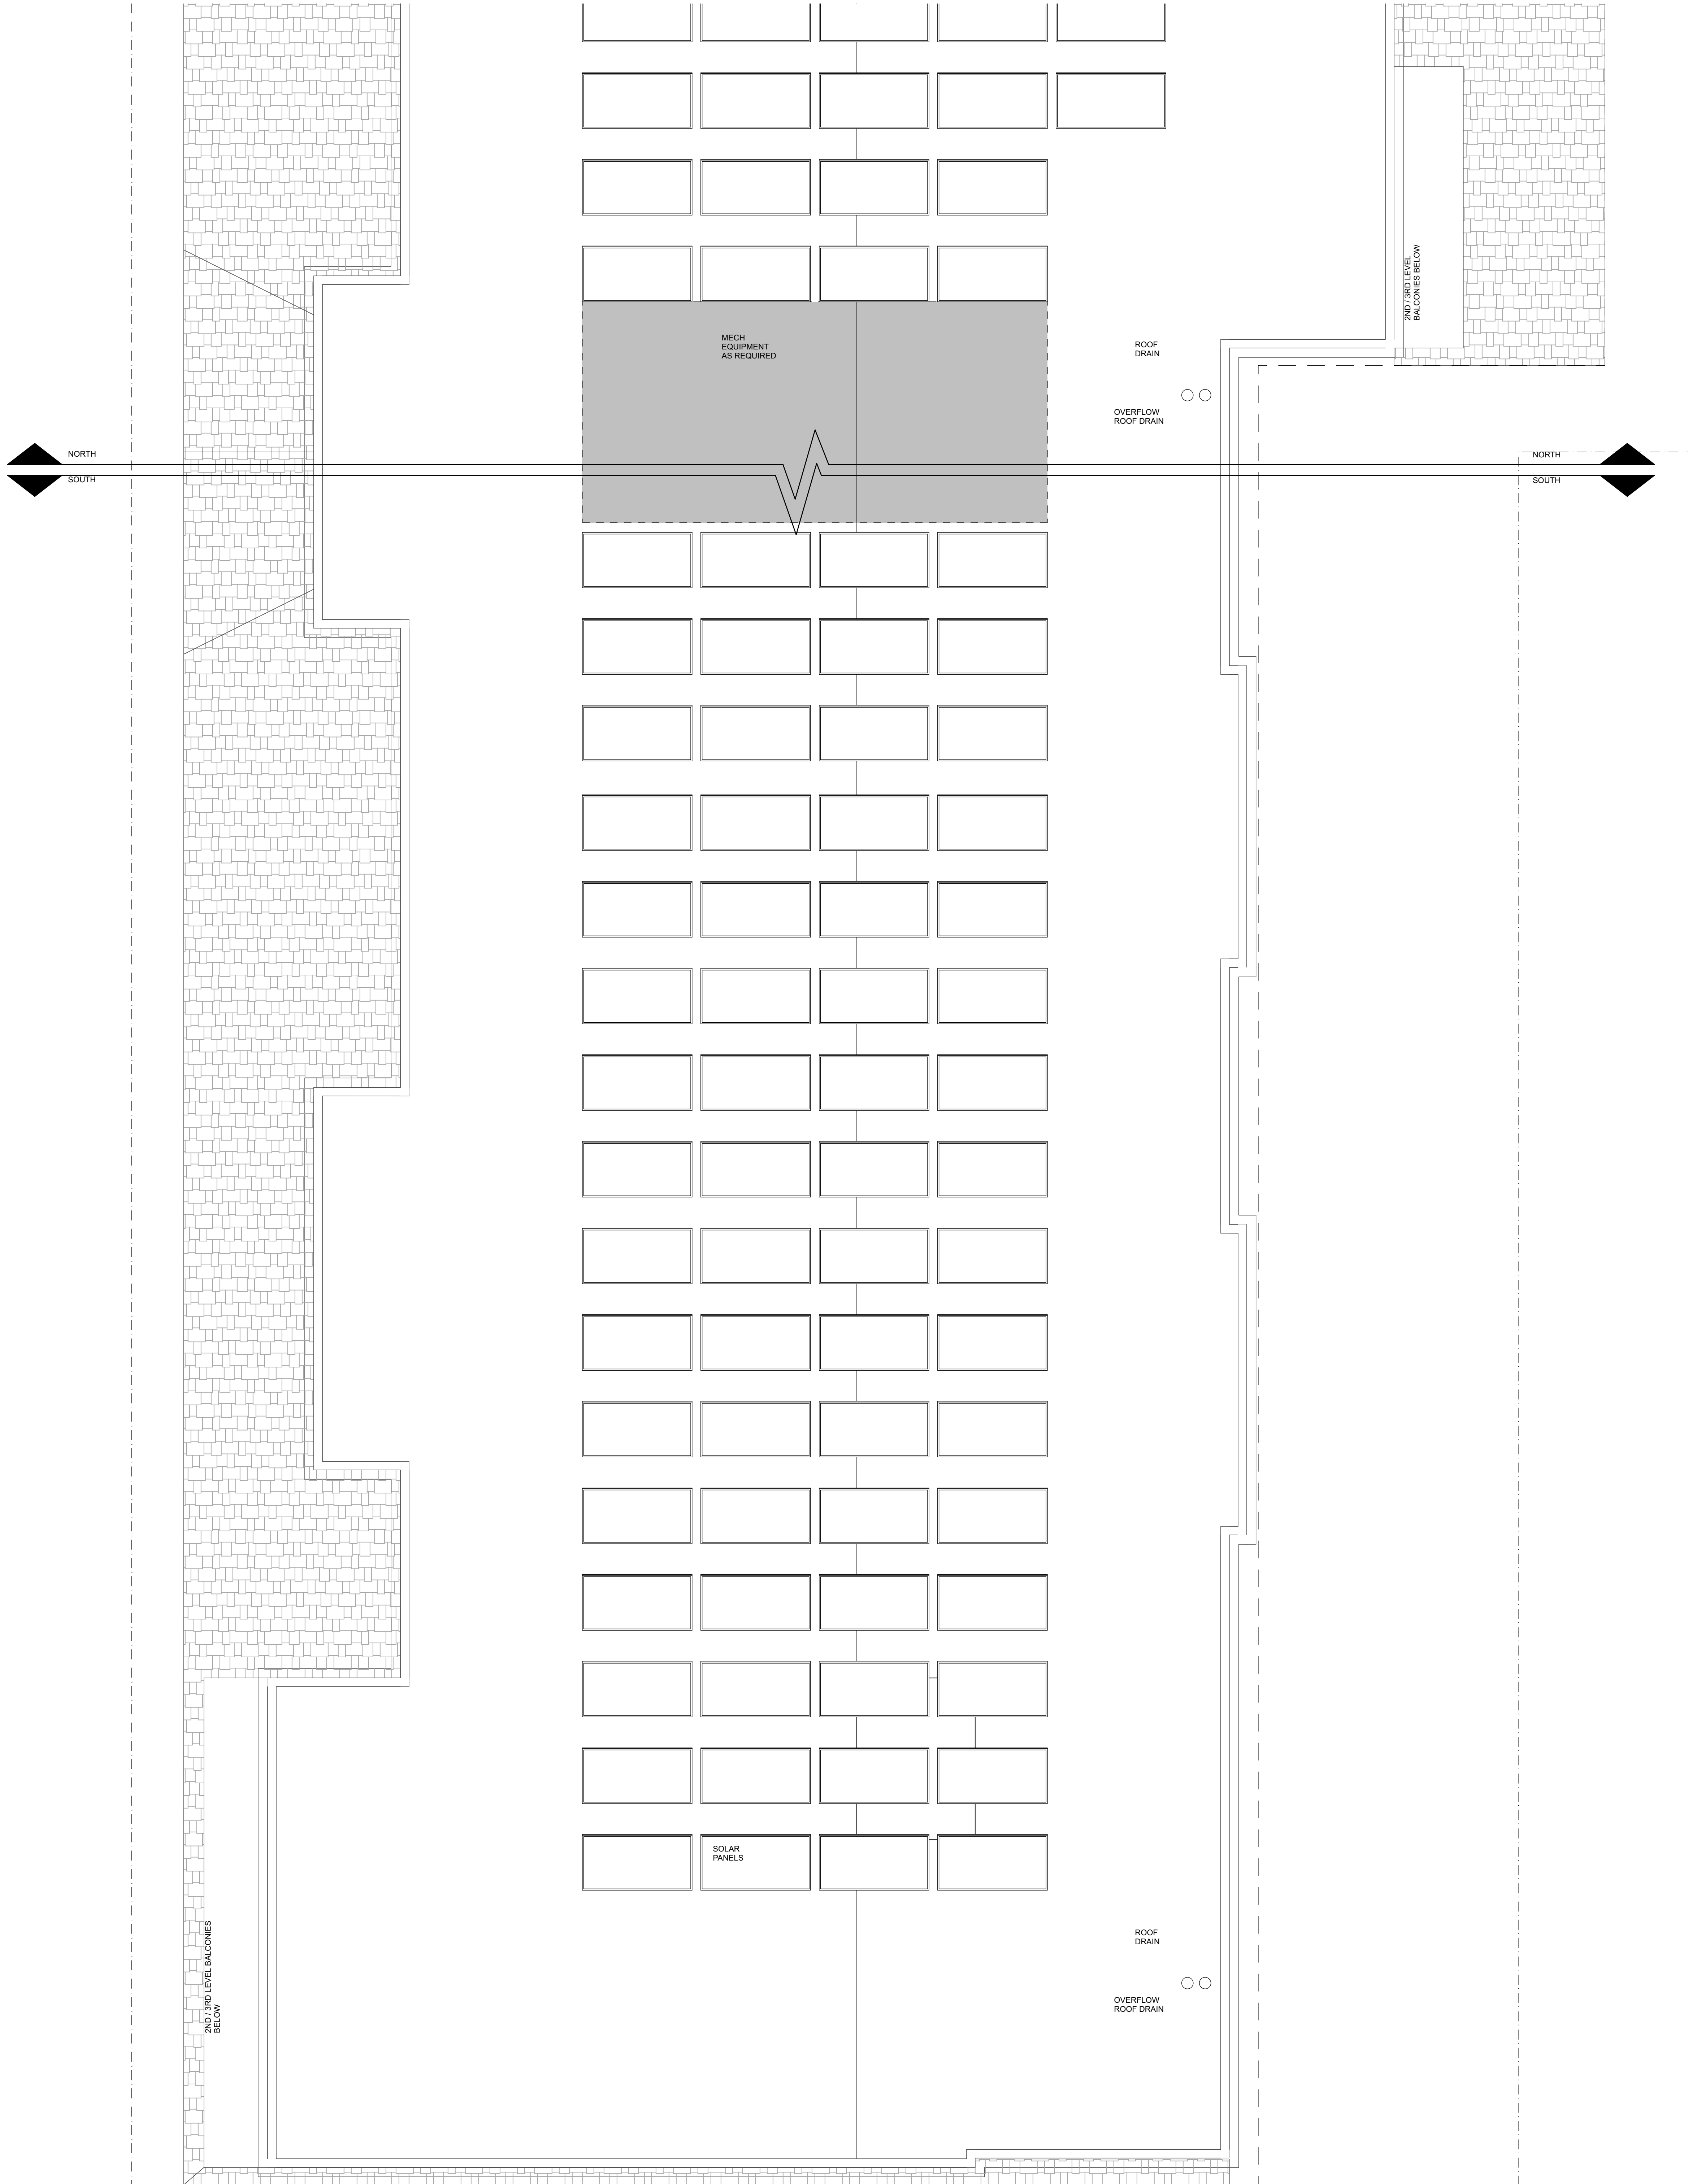 2ND / 3RD LEVEL
BALCONIES BELOW
MECH
EQUIPMENT
AS REQUIRED
ROOF
DRAIN
OVERFLOW
ROOF DRAIN
NORTH
SOUTH
NORTH
SOUTH
SOLAR
PANELS
2ND / 3RD LEVEL BALCONIES
BELOW
ROOF
DRAIN
OVERFLOW
ROOF DRAIN